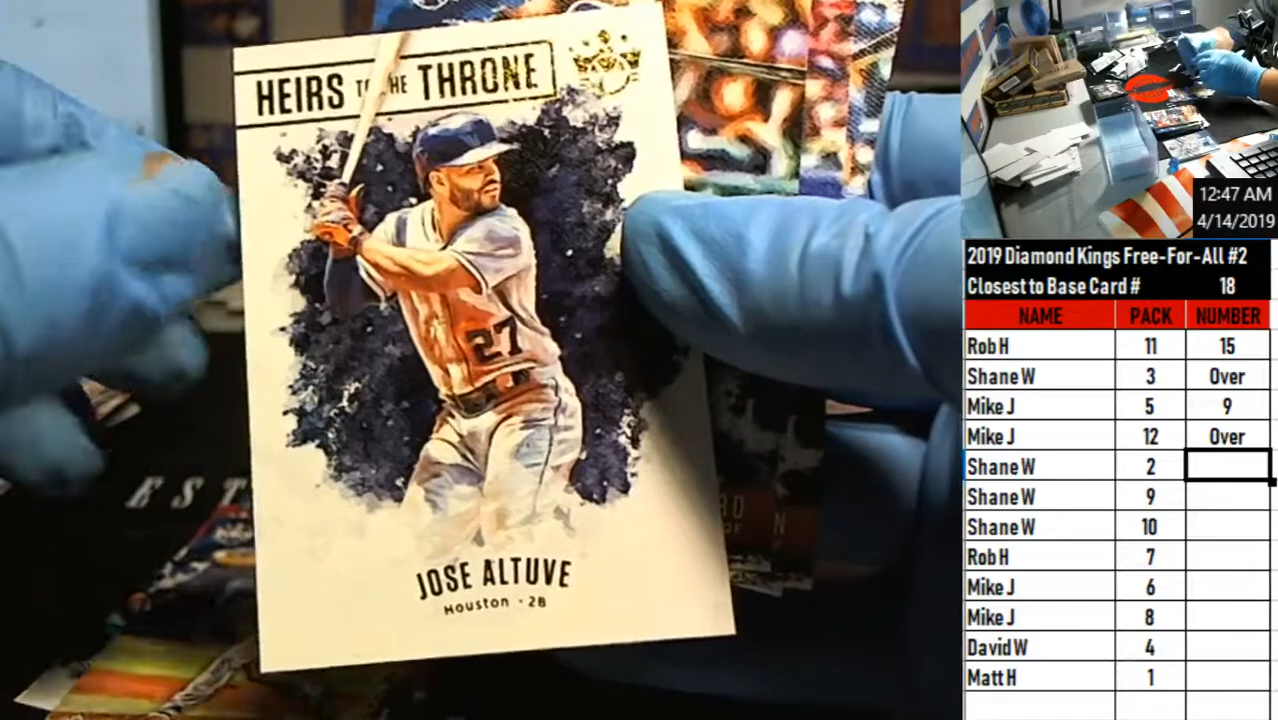 HEIRS TO THE THRONE
27
JOSE ALTUVE
Houston - 2B
EST
12:47 AM
4/14/2019
2019 Diamond Kings Free-For-All #2
Closest to Base Card # 18
NAME PACK NUMBER
Rob H 11 15
Shane W 3 Over
Mike J 5 9
Mike J 12 Over
Shane W 2
Shane W 9
Shane W 10
Rob H 7
Mike J 6
Mike J 8
David W 4
Matt H 1